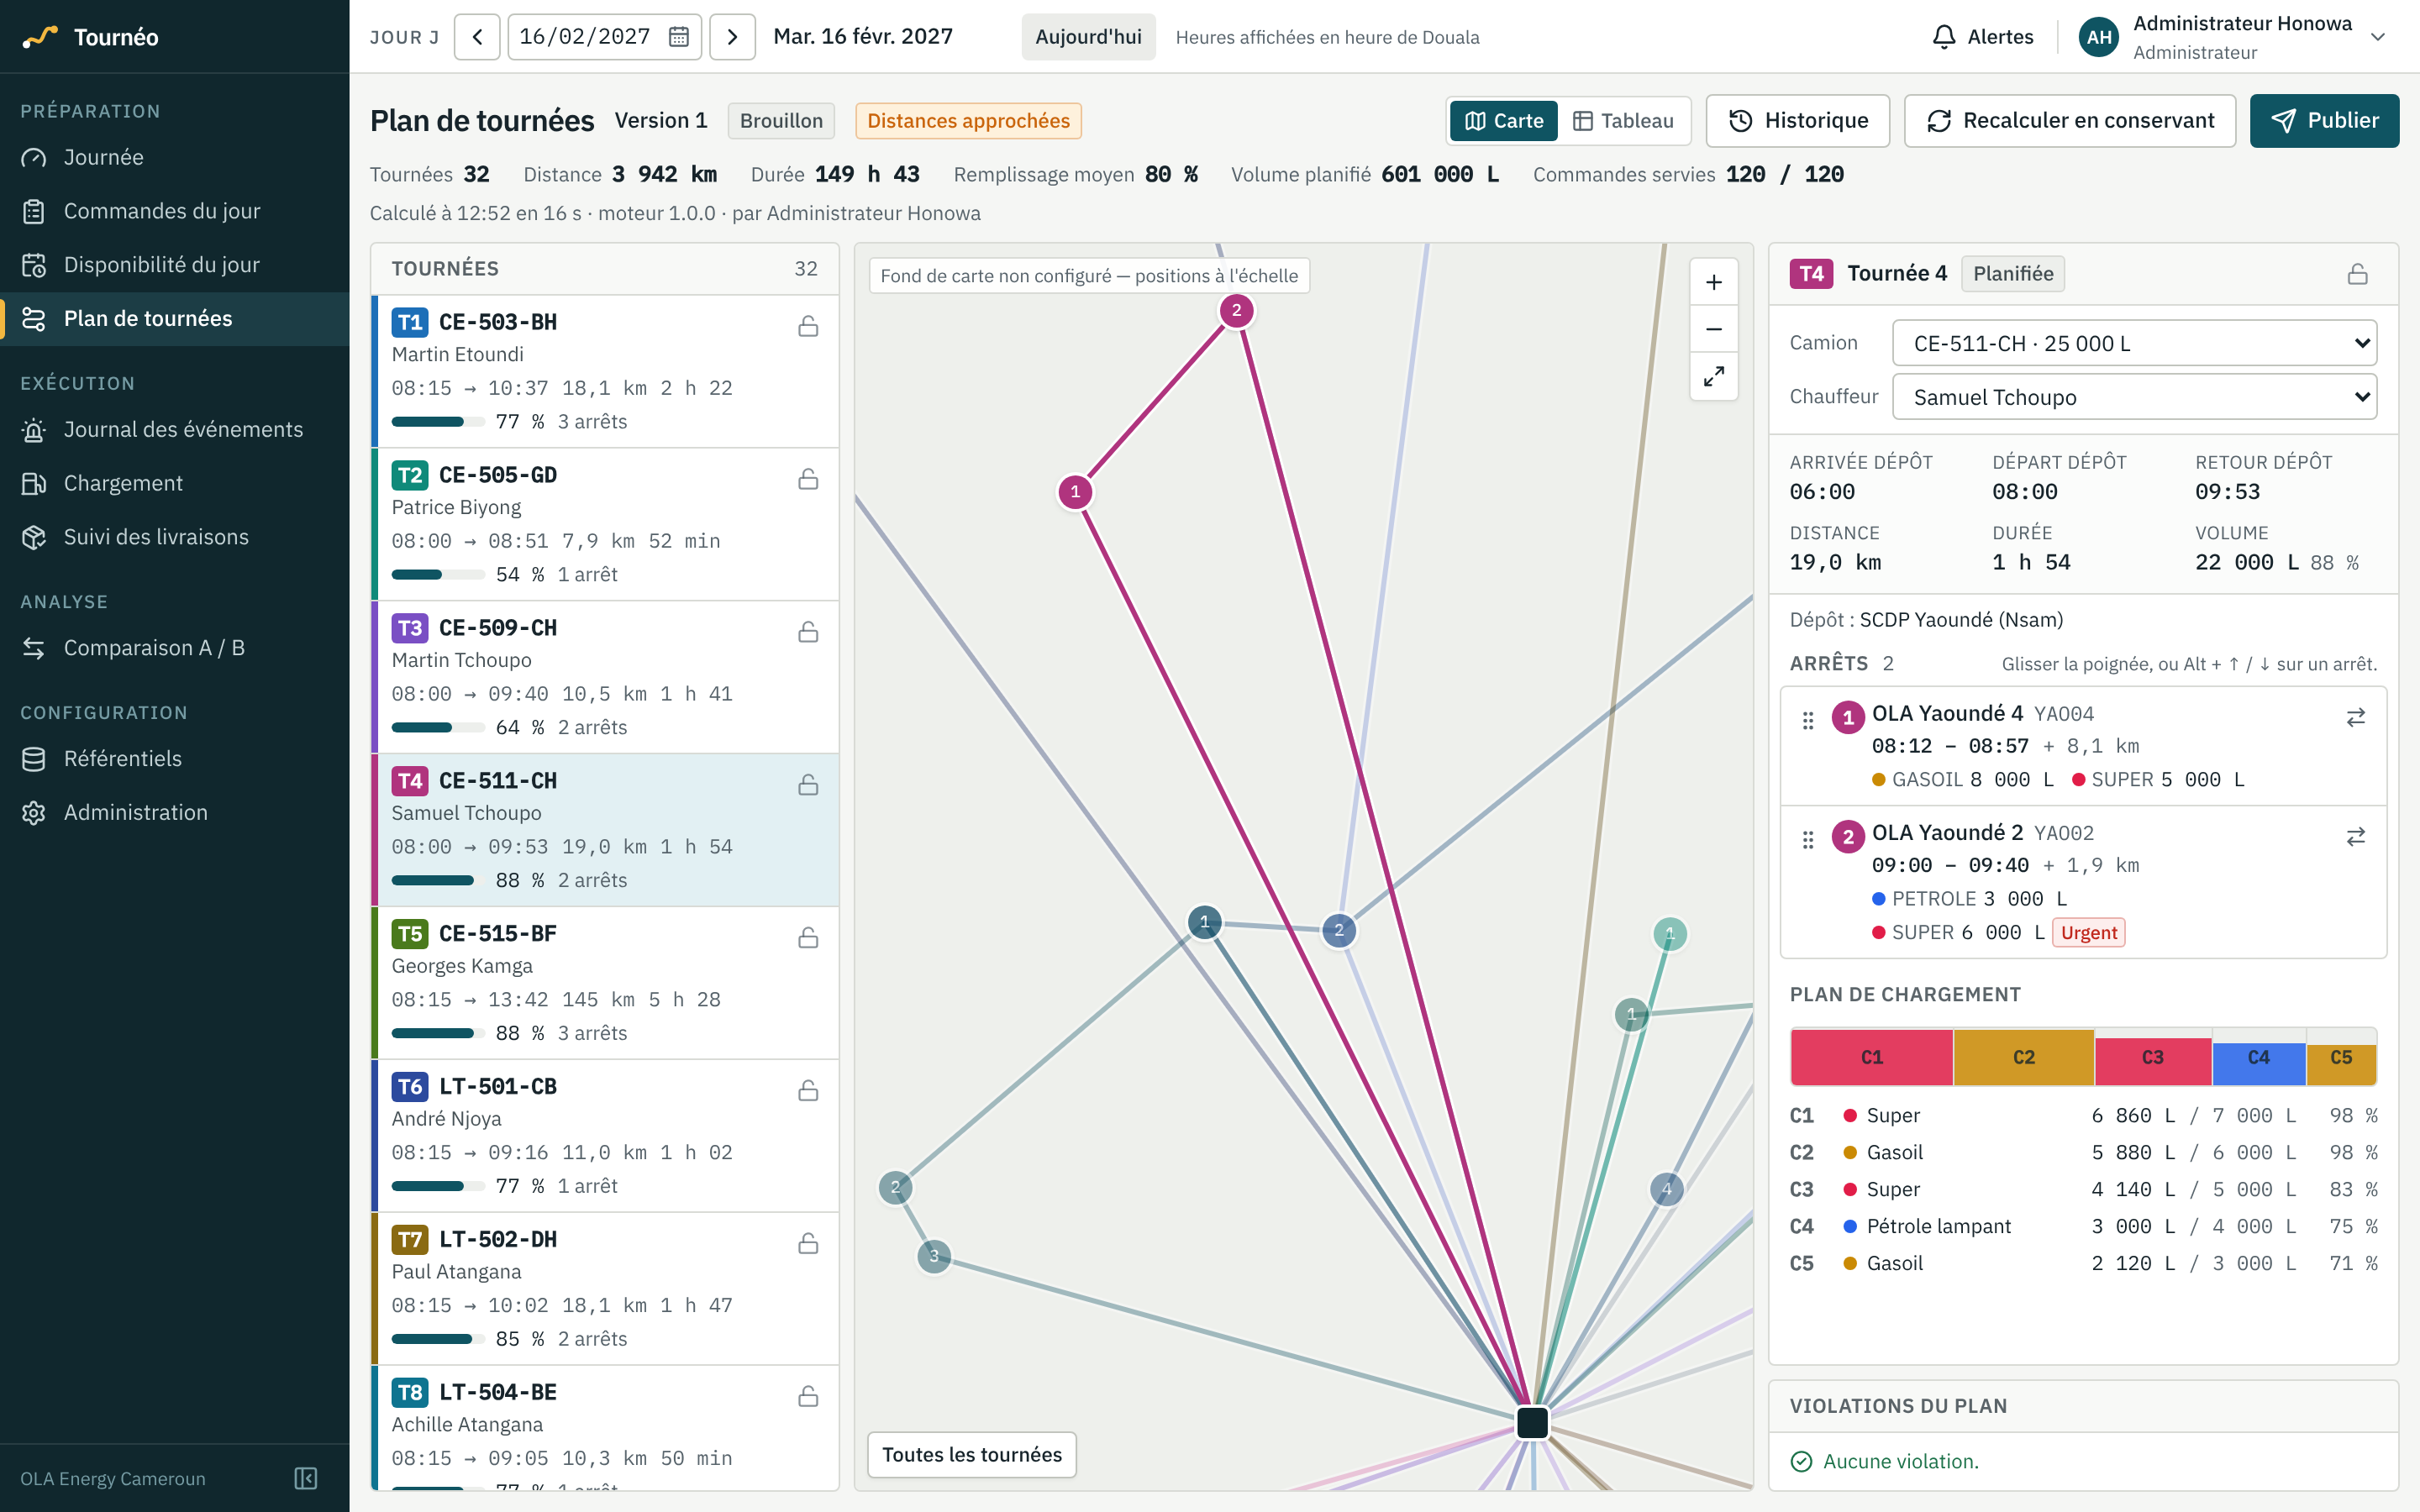 Tournéo
PRÉPARATION
Journée
Commandes du jour
Disponibilité du jour
Plan de tournées
EXÉCUTION
Journal des événements
Chargement
Suivi des livraisons
ANALYSE
Comparaison A / B
CONFIGURATION
Référentiels
Administration
OLA Energy Cameroun
JOUR J 16/02/2027 Mar. 16 févr. 2027 Aujourd'hui Heures affichées en heure de Douala
Alertes
AH Administrateur Honowa
Administrateur
Plan de tournées Version 1 Brouillon Distances approchées
Carte Tableau Historique Recalculer en conservant Publier
Tournées 32 Distance 3 942 km Durée 149 h 43 Remplissage moyen 80 % Volume planifié 601 000 L Commandes servies 120 / 120
Calculé à 12:52 en 16 s · moteur 1.0.0 · par Administrateur Honowa
TOURNÉES 32
T1 CE-503-BH
Martin Etoundi
08:15 → 10:37 18,1 km 2 h 22
77 % 3 arrêts
T2 CE-505-GD
Patrice Biyong
08:00 → 08:51 7,9 km 52 min
54 % 1 arrêt
T3 CE-509-CH
Martin Tchoupo
08:00 → 09:40 10,5 km 1 h 41
64 % 2 arrêts
T4 CE-511-CH
Samuel Tchoupo
08:00 → 09:53 19,0 km 1 h 54
88 % 2 arrêts
T5 CE-515-BF
Georges Kamga
08:15 → 13:42 145 km 5 h 28
88 % 3 arrêts
T6 LT-501-CB
André Njoya
08:15 → 09:16 11,0 km 1 h 02
77 % 1 arrêt
T7 LT-502-DH
Paul Atangana
08:15 → 10:02 18,1 km 1 h 47
85 % 2 arrêts
T8 LT-504-BE
Achille Atangana
08:15 → 09:05 10,3 km 50 min
77 % 1 arrêt
Fond de carte non configuré — positions à l'échelle
+
−
2
1
1
2
1
1
2
4
3
Toutes les tournées
T4 Tournée 4 Planifiée
Camion CE-511-CH · 25 000 L
Chauffeur Samuel Tchoupo
ARRIVÉE DÉPÔT DÉPART DÉPÔT RETOUR DÉPÔT
06:00 08:00 09:53
DISTANCE DURÉE VOLUME
19,0 km 1 h 54 22 000 L 88 %
Dépôt : SCDP Yaoundé (Nsam)
ARRÊTS 2 Glisser la poignée, ou Alt + ↑ / ↓ sur un arrêt.
1 OLA Yaoundé 4 YAO04
08:12 – 08:57 + 8,1 km
GASOIL 8 000 L SUPER 5 000 L
2 OLA Yaoundé 2 YAO02
09:00 – 09:40 + 1,9 km
PETROLE 3 000 L
SUPER 6 000 L Urgent
PLAN DE CHARGEMENT
C1 C2 C3 C4 C5
C1 Super 6 860 L / 7 000 L 98 %
C2 Gasoil 5 880 L / 6 000 L 98 %
C3 Super 4 140 L / 5 000 L 83 %
C4 Pétrole lampant 3 000 L / 4 000 L 75 %
C5 Gasoil 2 120 L / 3 000 L 71 %
VIOLATIONS DU PLAN
Aucune violation.